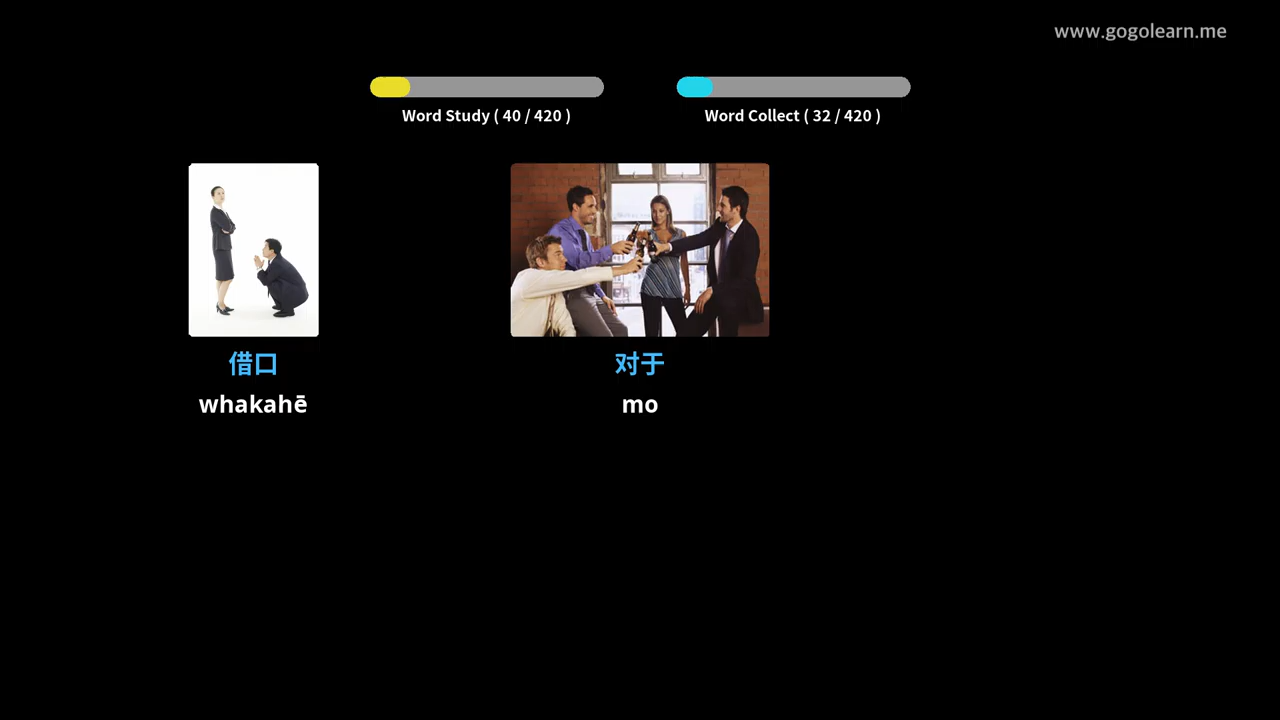 www.gogolearn.me
Word Study ( 40 / 420 )
Word Collect ( 32 / 420 )
借口
对于
whakahē
mo